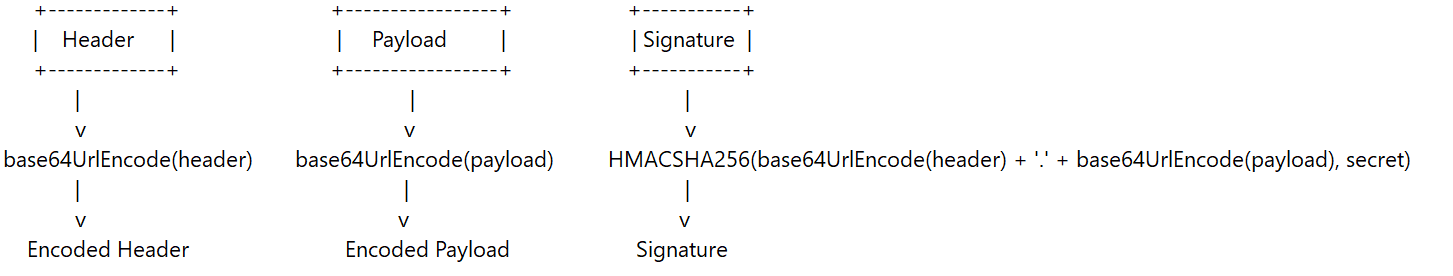 +-------------+ +-----------------+ +-----------+
| Header | | Payload | | Signature |
+-------------+ +-----------------+ +-----------+
| | |
v v v
base64UrlEncode(header) base64UrlEncode(payload) HMACSHA256(base64UrlEncode(header) + '.' + base64UrlEncode(payload), secret)
| | |
v v v
Encoded Header Encoded Payload Signature